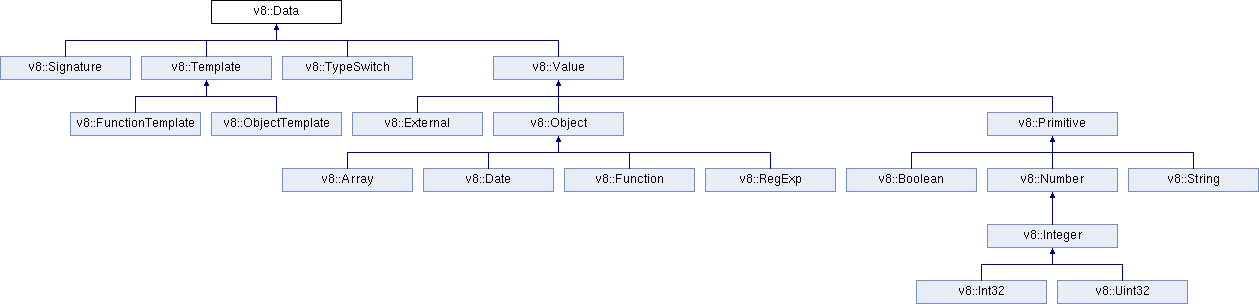 v8::Data
v8::Signature
v8::Template
v8::TypeSwitch
v8::Value
v8::FunctionTemplate
v8::ObjectTemplate
v8::External
v8::Object
v8::Primitive
v8::Array
v8::Date
v8::Function
v8::RegExp
v8::Boolean
v8::Number
v8::String
v8::Integer
v8::Int32
v8::Uint32